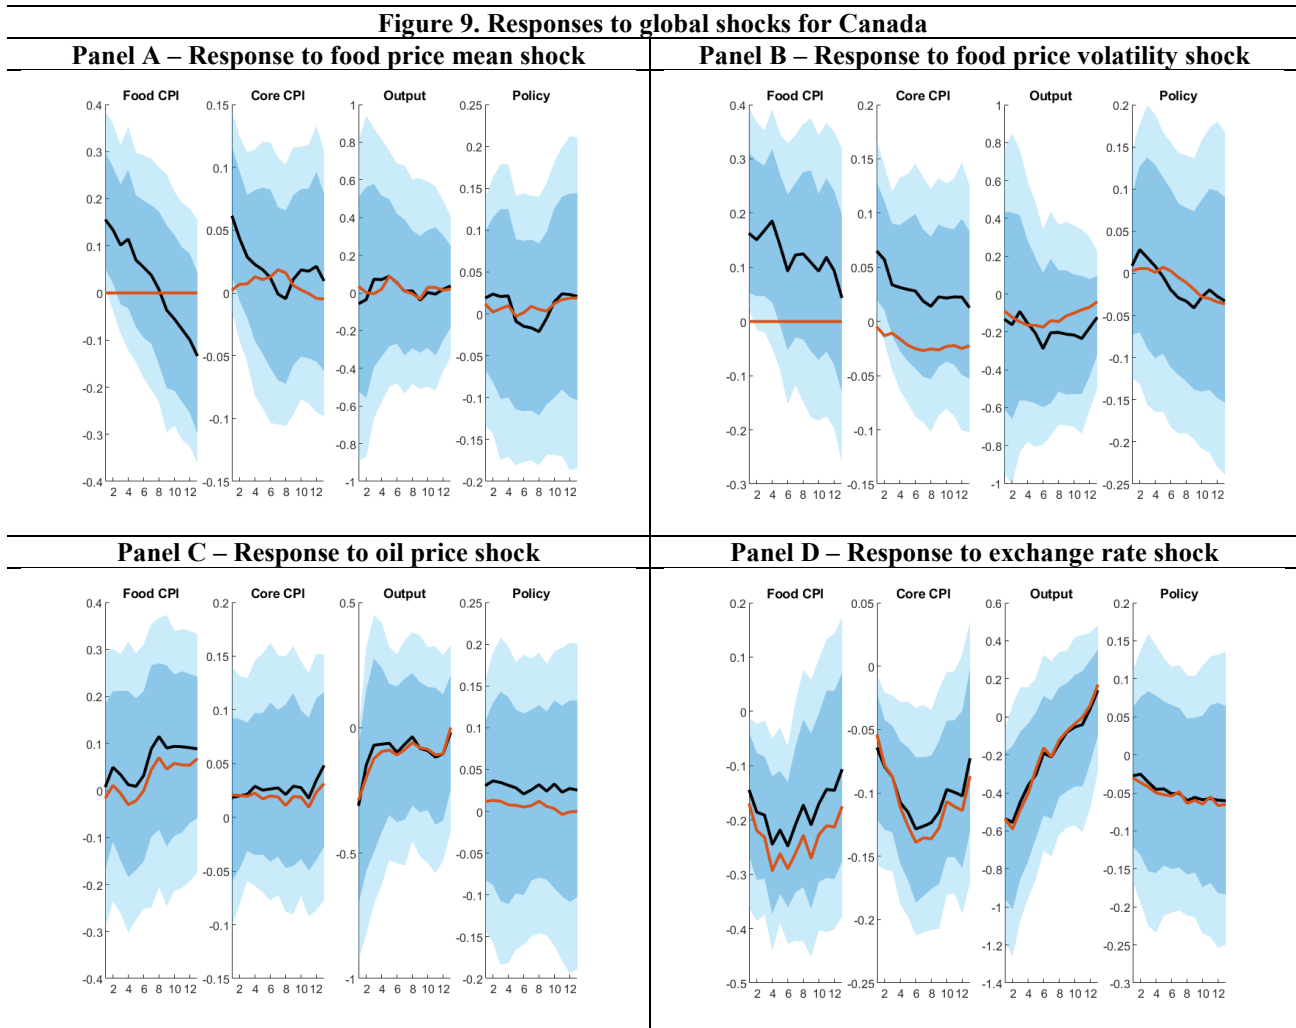 Figure 9. Responses to global shocks for Canada
Panel A – Response to food price mean shock
Panel B – Response to food price volatility shock
Food CPI Core CPI Output Policy
0.4 0.3 0.2 0.1 0 -0.1 -0.2 -0.3 -0.4
2 4 6 8 10 12
0.15 0.1 0.05 0 -0.05 -0.1 -0.15
2 4 6 8 10 12
1 0.8 0.6 0.4 0.2 0 -0.2 -0.4 -0.6 -0.8 -1
2 4 6 8 10 12
0.25 0.2 0.15 0.1 0.05 0 -0.05 -0.1 -0.15 -0.2
2 4 6 8 10 12
Food CPI Core CPI Output Policy
0.4 0.3 0.2 0.1 0 -0.1 -0.2 -0.3
2 4 6 8 10 12
0.2 0.15 0.1 0.05 0 -0.05 -0.1 -0.15
2 4 6 8 10 12
1 0.8 0.6 0.4 0.2 0 -0.2 -0.4 -0.6 -0.8 -1
2 4 6 8 10 12
0.2 0.15 0.1 0.05 0 -0.05 -0.1 -0.15 -0.2 -0.25
2 4 6 8 10 12
Panel C – Response to oil price shock
Panel D – Response to exchange rate shock
Food CPI Core CPI Output Policy
0.4 0.3 0.2 0.1 0 -0.1 -0.2 -0.3 -0.4
2 4 6 8 10 12
0.2 0.15 0.1 0.05 0 -0.05 -0.1 -0.15
2 4 6 8 10 12
0.5 0 -0.5 -1
2 4 6 8 10 12
0.25 0.2 0.15 0.1 0.05 0 -0.05 -0.1 -0.15 -0.2
2 4 6 8 10 12
Food CPI Core CPI Output Policy
0.2 0.1 0 -0.1 -0.2 -0.3 -0.4 -0.5
2 4 6 8 10 12
0.05 0 -0.05 -0.1 -0.15 -0.2 -0.25
2 4 6 8 10 12
0.6 0.4 0.2 0 -0.2 -0.4 -0.6 -0.8 -1 -1.2 -1.4
2 4 6 8 10 12
0.2 0.15 0.1 0.05 0 -0.05 -0.1 -0.15 -0.2 -0.25 -0.3
2 4 6 8 10 12